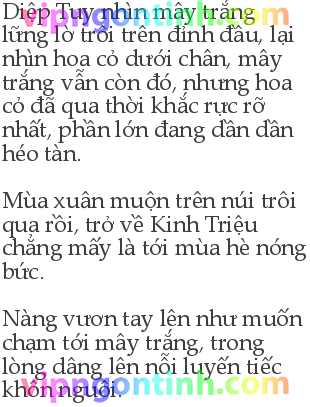 Diệp Tuy nhìn mây trắng
lững lờ trôi trên đỉnh đầu, lại
nhìn hoa cỏ dưới chân, mây
trắng vẫn còn đó, nhưng hoa
cỏ đã qua thời khắc rực rỡ
nhất, phần lớn đang dần dần
héo tàn.
Mùa xuân muộn trên núi trôi
qua rồi, trở về Kinh Triệu
chẳng mấy là tới mùa hè nóng
bức.
Nàng vươn tay lên như muốn
chạm tới mây trắng, trong
lòng dâng lên nỗi luyến tiếc
khôn nguôi.
vipngontinh.com
vipngontinh.com